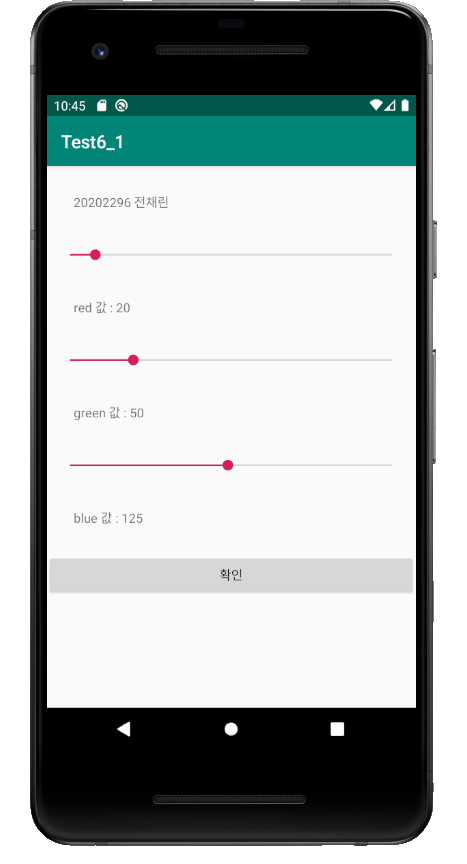 10:45
Test6_1
20202296 전채린
red 값 : 20
green 값 : 50
blue 값 : 125
확인